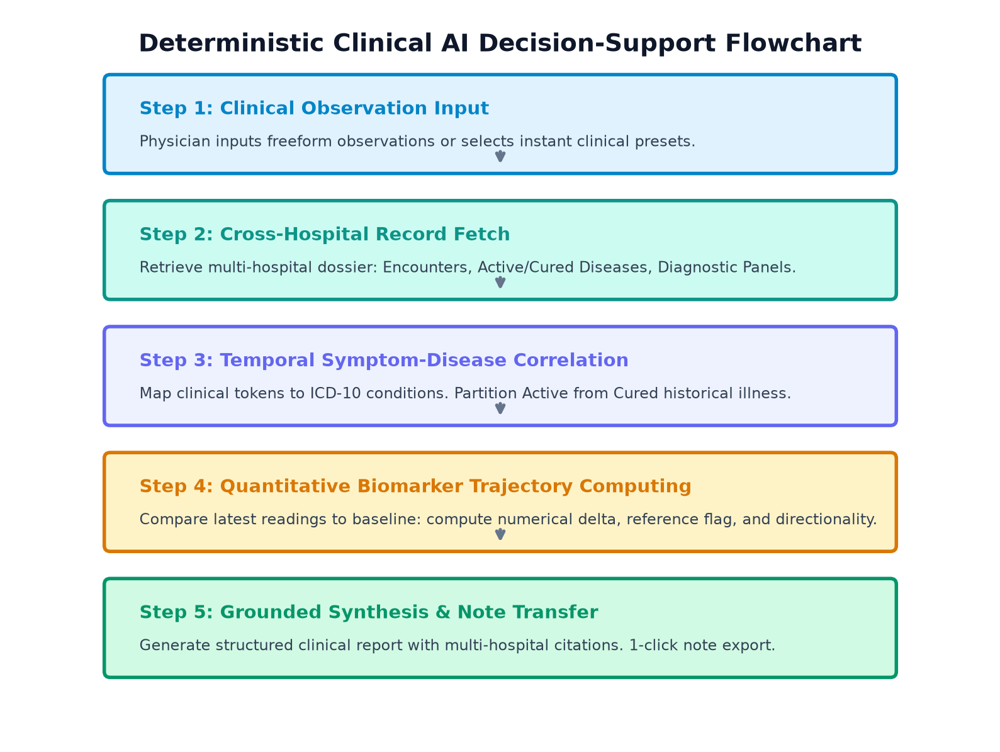 Deterministic Clinical AI Decision-Support Flowchart
Step 1: Clinical Observation Input
Physician inputs freeform observations or selects instant clinical presets.
Step 2: Cross-Hospital Record Fetch
Retrieve multi-hospital dossier: Encounters, Active/Cured Diseases, Diagnostic Panels.
Step 3: Temporal Symptom-Disease Correlation
Map clinical tokens to ICD-10 conditions. Partition Active from Cured historical illness.
Step 4: Quantitative Biomarker Trajectory Computing
Compare latest readings to baseline: compute numerical delta, reference flag, and directionality.
Step 5: Grounded Synthesis & Note Transfer
Generate structured clinical report with multi-hospital citations. 1-click note export.